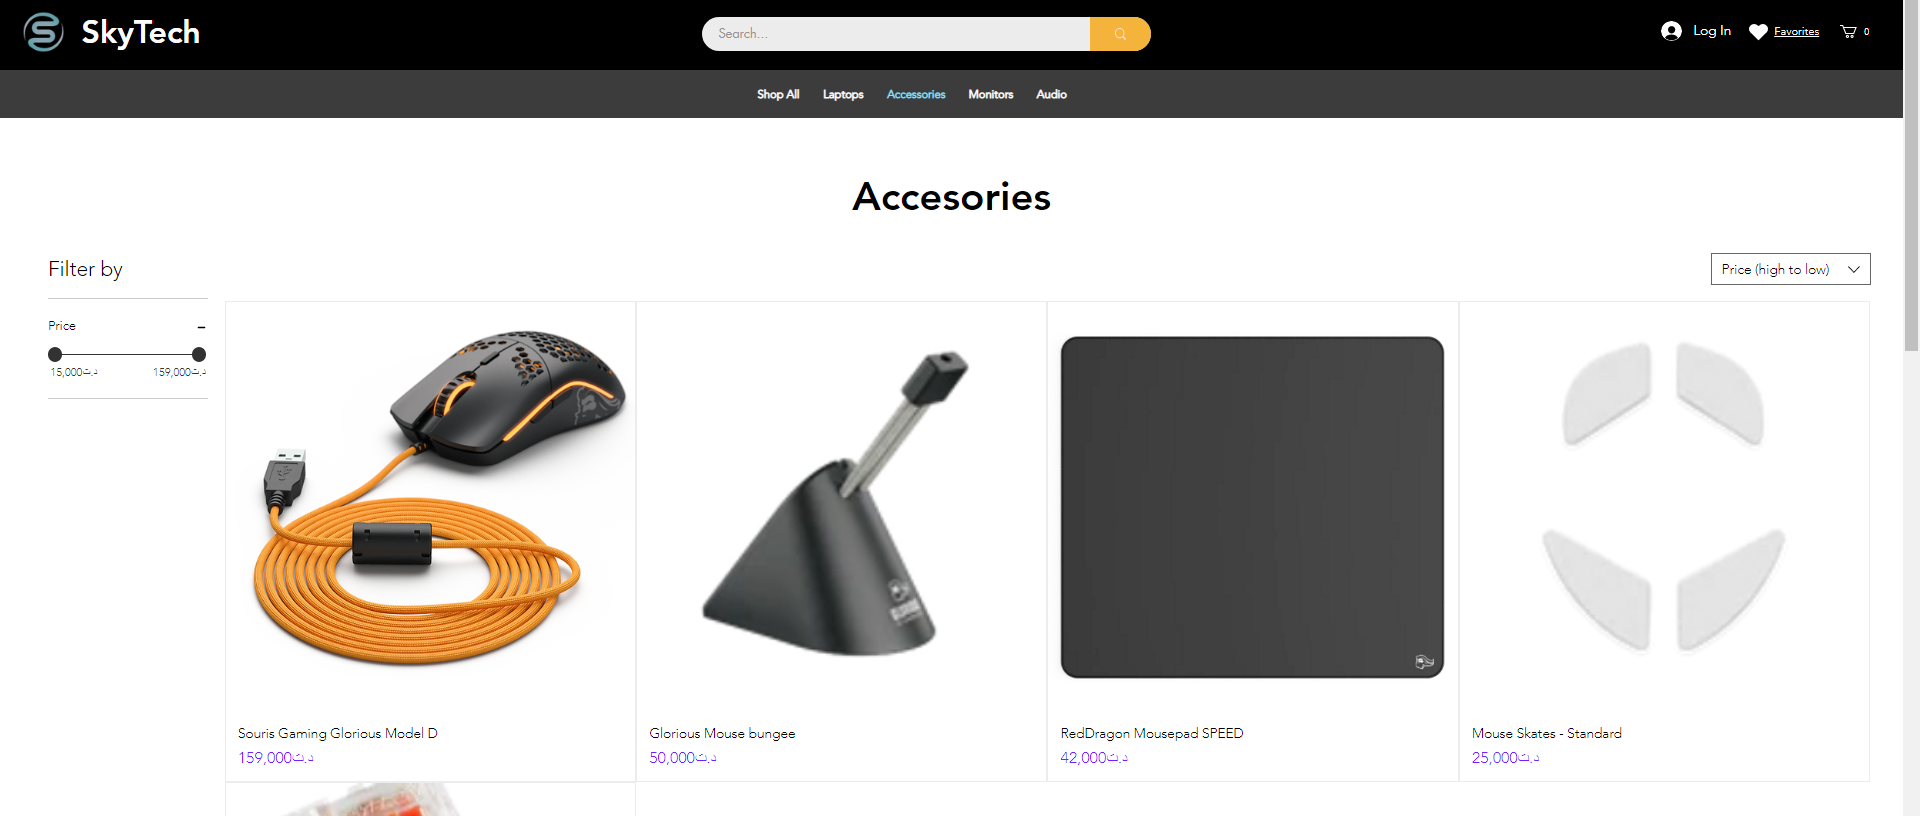 SkyTech
Search...
Log In
Favorites
0
Shop All
Laptops
Accessories
Monitors
Audio
Accesories
Filter by
Price (high to low)
Price
15,000د.ت
159,000د.ت
Souris Gaming Glorious Model D
159,000د.ت
Glorious Mouse bungee
50,000د.ت
RedDragon Mousepad SPEED
42,000د.ت
Mouse Skates - Standard
25,000د.ت